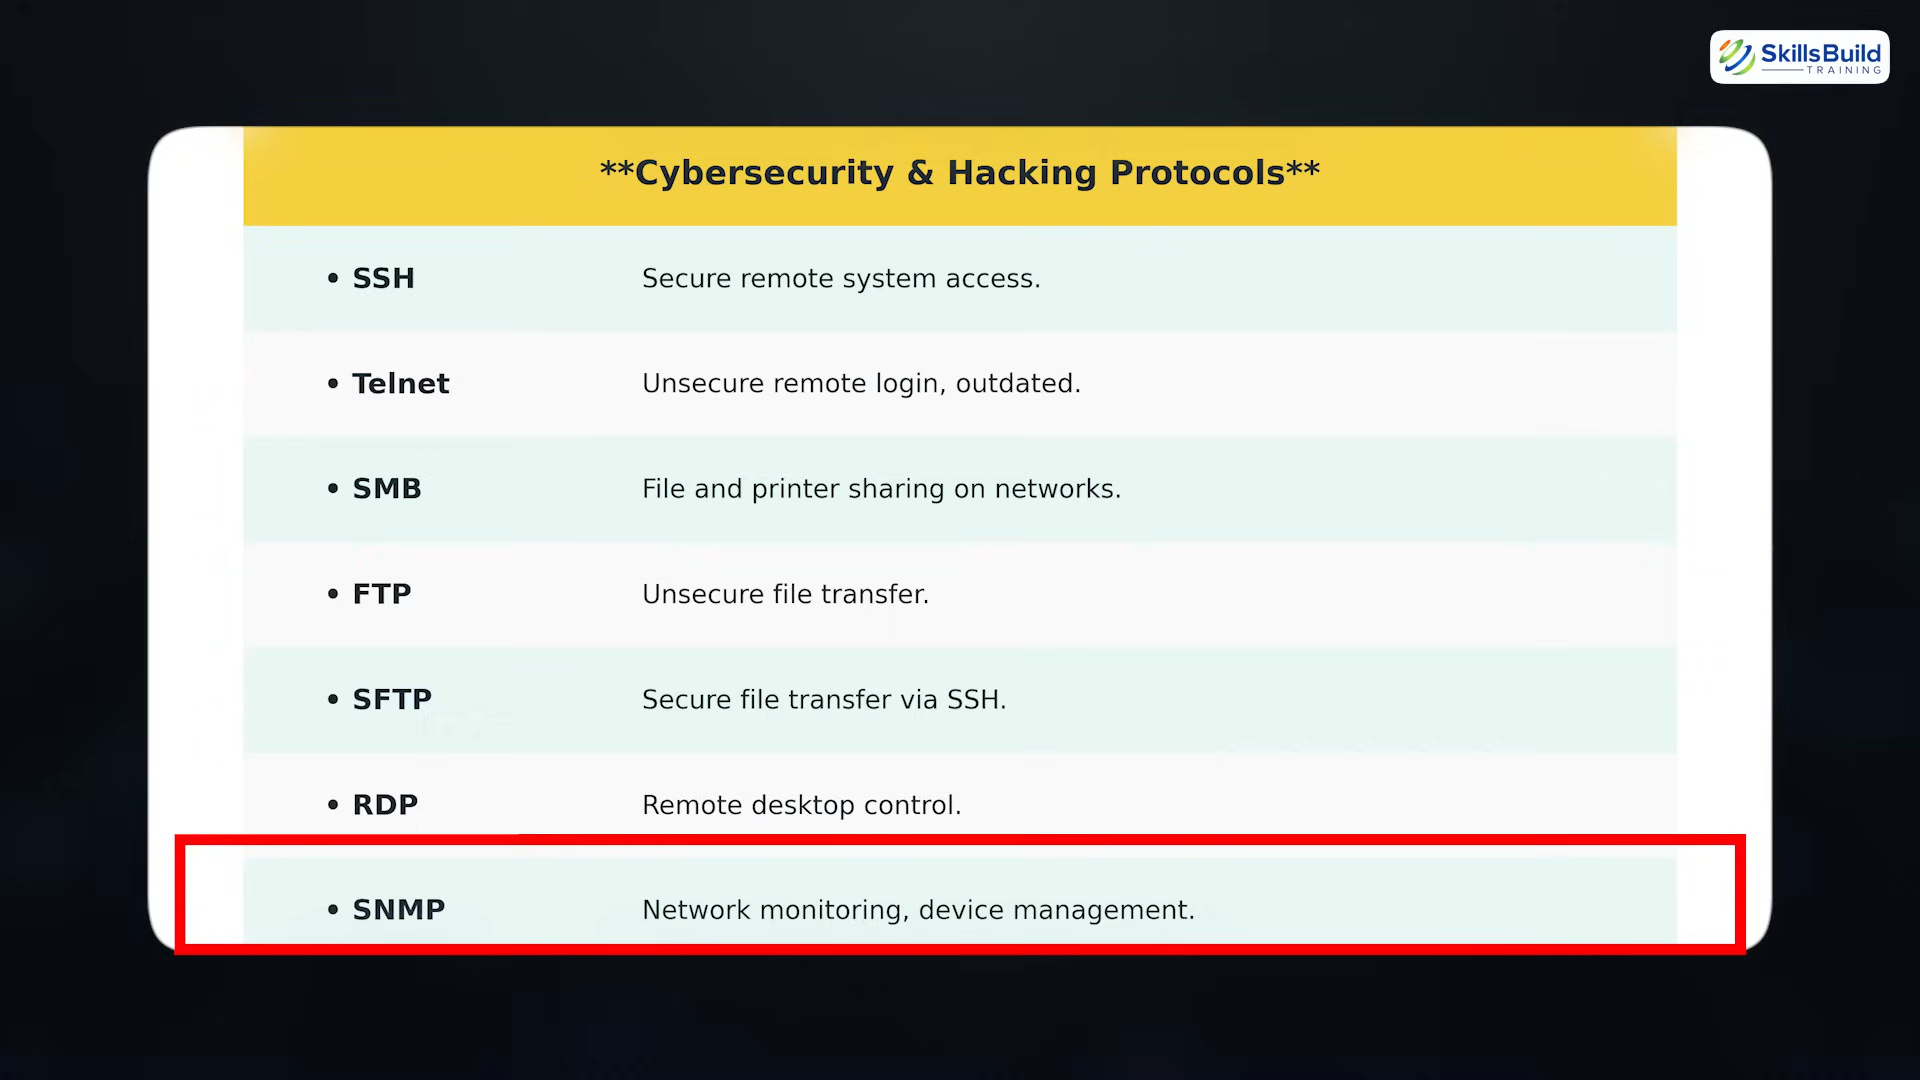 SkillsBuild
TRAINING
**Cybersecurity & Hacking Protocols**
• SSH Secure remote system access.
• Telnet Unsecure remote login, outdated.
• SMB File and printer sharing on networks.
• FTP Unsecure file transfer.
• SFTP Secure file transfer via SSH.
• RDP Remote desktop control.
• SNMP Network monitoring, device management.